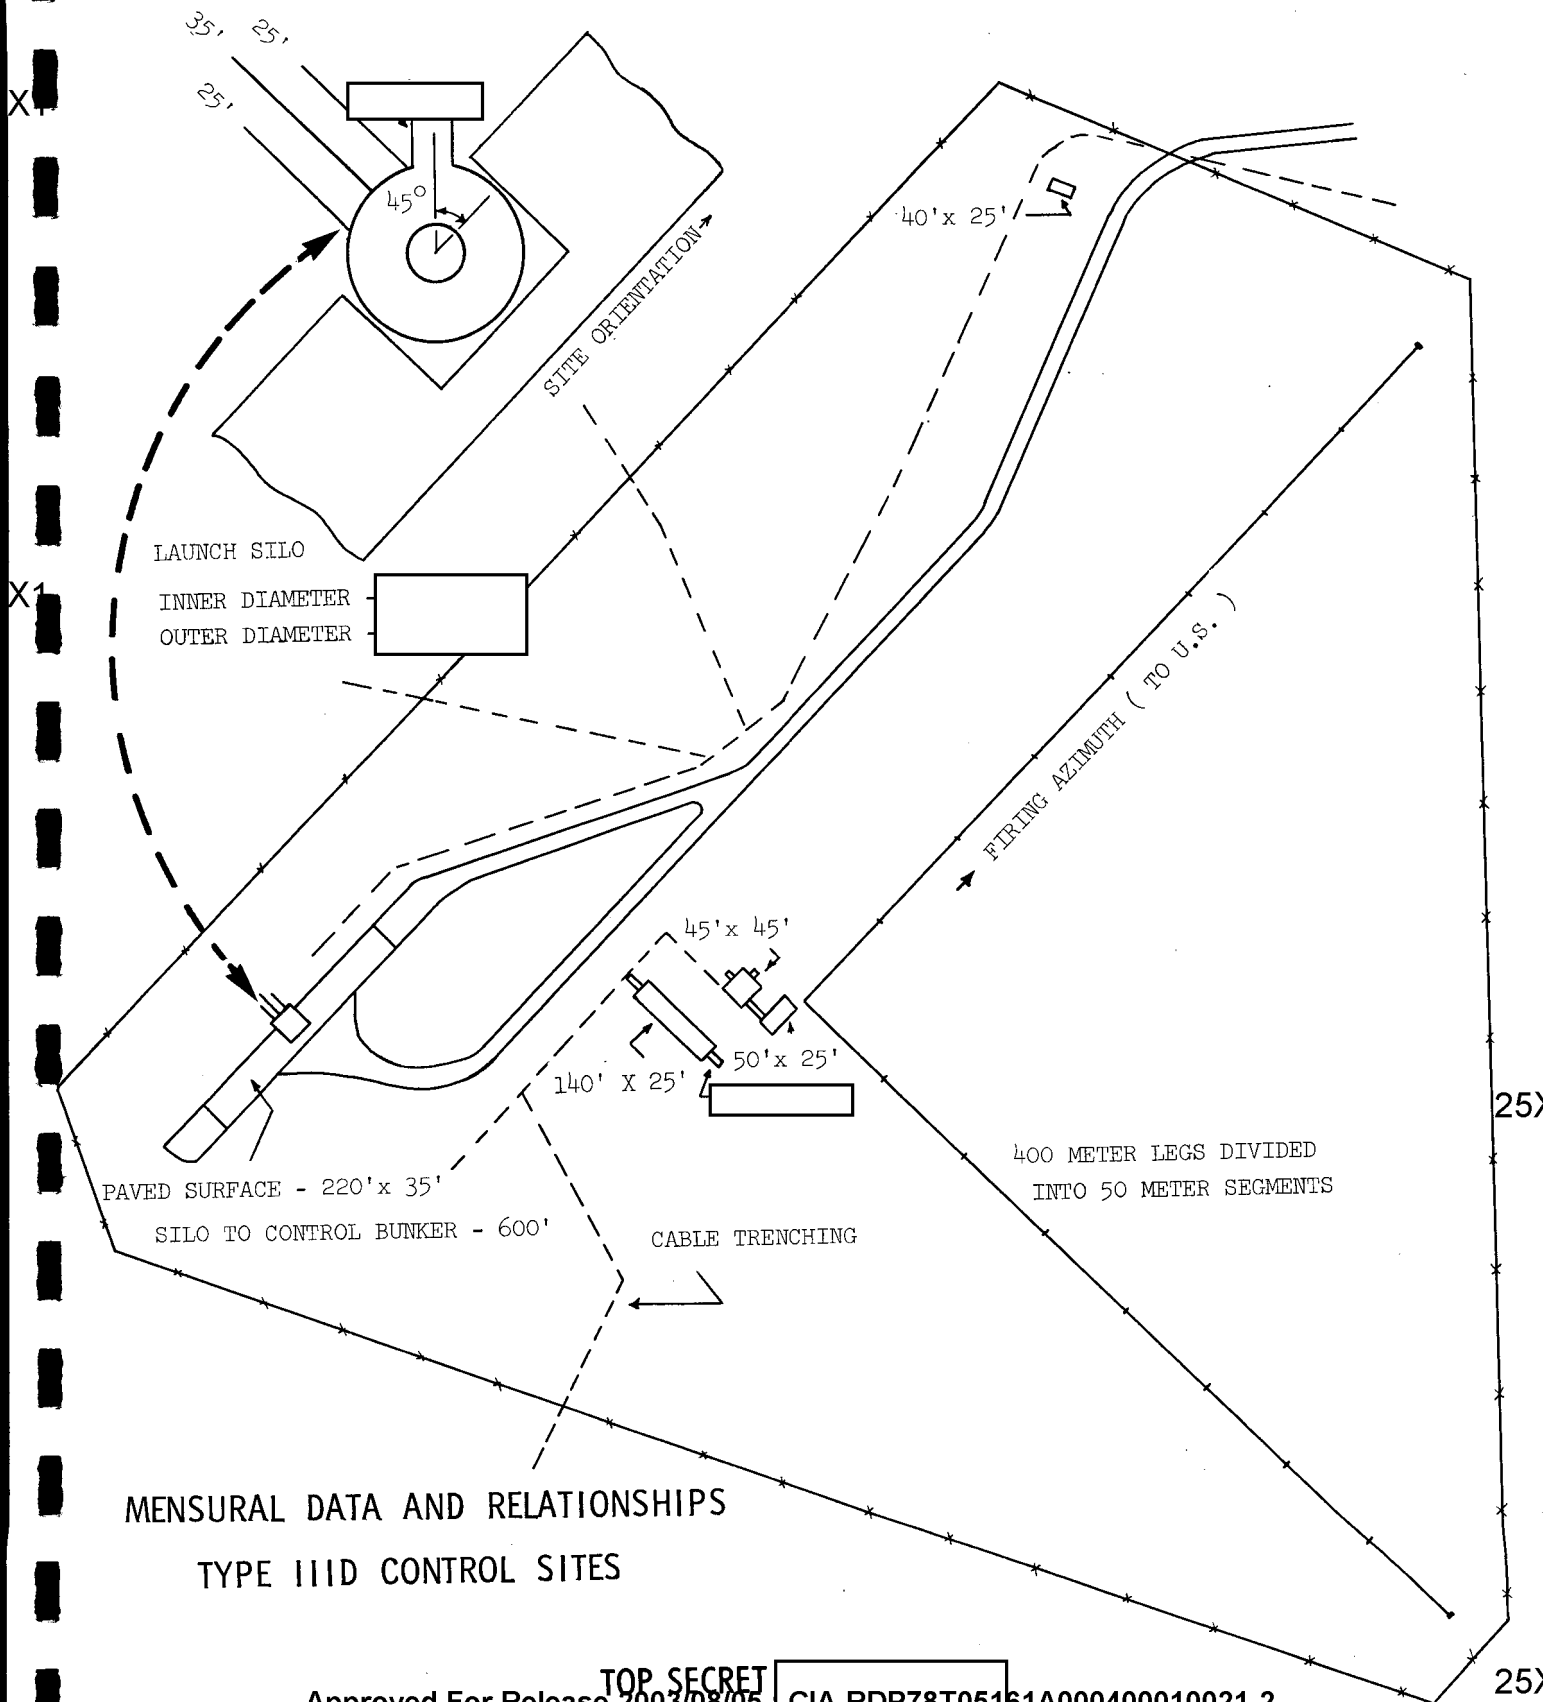 35'
25'
25'
X1
45°
40'x 25'
SITE ORIENTATION
LAUNCH SILO
X1
INNER DIAMETER
OUTER DIAMETER
FIRING AZIMUTH ( TO U.S. )
45'x 45'
50'x 25'
140' X 25'
25X
400 METER LEGS DIVIDED
INTO 50 METER SEGMENTS
PAVED SURFACE - 220'x 35'
SILO TO CONTROL BUNKER - 600'
CABLE TRENCHING
MENSURAL DATA AND RELATIONSHIPS
TYPE IIID CONTROL SITES
TOP SECRET
25X
Approved For Release 2003/08/05 : CIA-RDP78T05161A000400010021-2